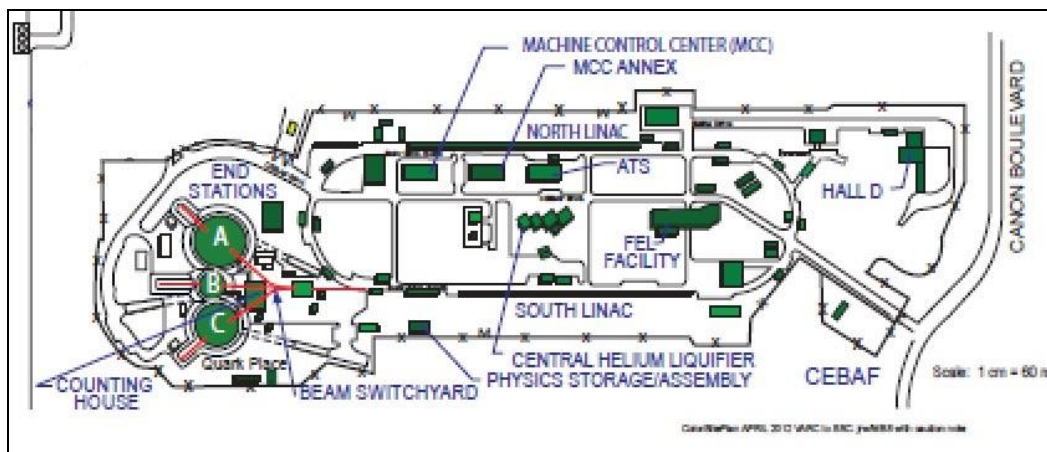 MACHINE CONTROL CENTER (MCC)
MCC ANNEX
NORTH LINAC
ATS
END
STATIONS
HALL D
CANON BOULEVARD
A
B
C
FEL
FACILITY
SOUTH LINAC
Quark Place
CENTRAL HELIUM LIQUIFIER
PHYSICS STORAGE/ASSEMBLY
CEBAF
COUNTING
HOUSE
BEAM SWITCHYARD
Scale: 1 cm = 60 m